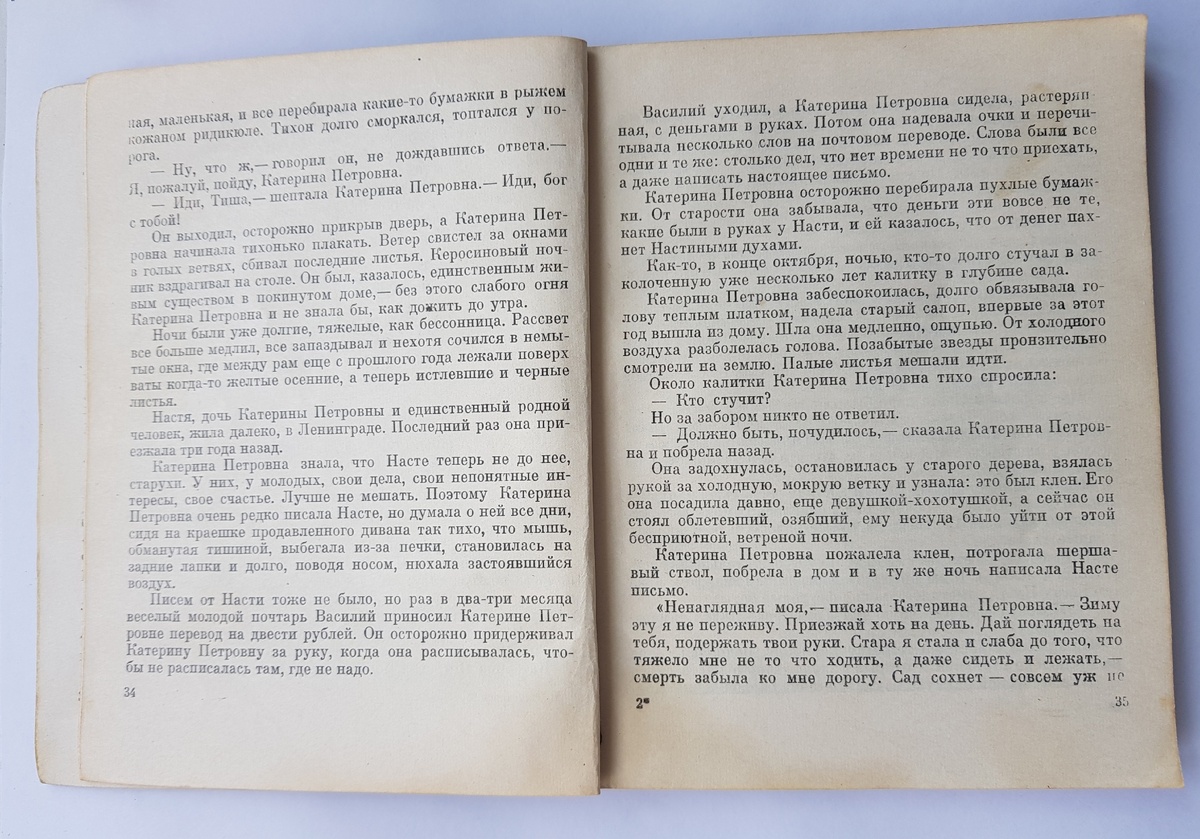 ная, маленькая, и все перебирала какие-то бумажки в рыжем
кожаном ридикюле. Тихон долго сморкался, топтался у по-
рога.
— Ну, что ж,— говорил он, не дождавшись ответа.—
Я, пожалуй, пойду, Катерина Петровна.
— Иди, Тиша,— шептала Катерина Петровна.— Иди, бог
с тобой!
Он выходил, осторожно прикрыв дверь, а Катерина Пет-
ровна начинала тихонько плакать. Ветер свистел за окнами
в голых ветвях, сбивал последние листья. Керосиновый ноч-
ник вздрагивал на столе. Он был, казалось, единственным жи-
вым существом в покинутом доме,— без этого слабого огня
Катерина Петровна и не знала бы, как дожить до утра.
Ночи были уже долгие, тяжелые, как бессонница. Рассвет
все больше медлил, все запаздывал и нехотя сочился в немы-
тые окна, где между рам еще с прошлого года лежали поверх
ваты когда-то желтые осенние, а теперь истлевшие и черные
листья.
Настя, дочь Катерины Петровны и единственный родной
человек, жила далеко, в Ленинграде. Последний раз она при-
езжала три года назад.
Катерина Петровна знала, что Насте теперь не до нее,
старухи. У них, у молодых, свои дела, свои непонятные ин-
тересы, свое счастье. Лучше не мешать. Поэтому Катерина
Петровна очень редко писала Насте, но думала о ней все дни,
сидя на краешке продавленного дивана так тихо, что мышь,
обманутая тишиной, выбегала из-за печки, становилась на
задние лапки и долго, поводя носом, нюхала застоявшийся
воздух.
Писем от Насти тоже не было, но раз в два-три месяца
веселый молодой почтарь Василий приносил Катерине Пет-
ровне перевод на двести рублей. Он осторожно придерживал
Катерину Петровну за руку, когда она расписывалась, что-
бы не расписалась там, где не надо.
34
Василий уходил, а Катерина Петровна сидела, растерян-
ная, с деньгами в руках. Потом она надевала очки и перечи-
тывала несколько слов на почтовом переводе. Слова были все
одни и те же: столько дел, что нет времени не то что приехать,
а даже написать настоящее письмо.
Катерина Петровна осторожно перебирала пухлые бумаж-
ки. От старости она забывала, что деньги эти вовсе не те,
какие были в руках у Насти, и ей казалось, что от денег пах-
нет Настиными духами.
Как-то, в конце октября, ночью, кто-то долго стучал в за-
колоченную уже несколько лет калитку в глубине сада.
Катерина Петровна забеспокоилась, долго обвязывала го-
лову теплым платком, надела старый салоп, впервые за этот
год вышла из дому. Шла она медленно, ощупью. От холодного
воздуха разболелась голова. Позабытые звезды пронзительно
смотрели на землю. Палые листья мешали идти.
Около калитки Катерина Петровна тихо спросила:
— Кто стучит?
Но за забором никто не ответил.
— Должно быть, почудилось,— сказала Катерина Петров-
на и побрела назад.
Она задохнулась, остановилась у старого дерева, взялась
рукой за холодную, мокрую ветку и узнала: это был клен. Его
она посадила давно, еще девушкой-хохотушкой, а сейчас он
стоял облетевший, озябший, ему некуда было уйти от этой
бесприютной, ветреной ночи.
Катерина Петровна пожалела клен, потрогала шерша-
вый ствол, побрела в дом и в ту же ночь написала Насте
письмо.
«Ненаглядная моя,— писала Катерина Петровна.— Зиму
эту я не переживу. Приезжай хоть на день. Дай поглядеть на
тебя, подержать твои руки. Стара я стала и слаба до того, что
тяжело мне не то что ходить, а даже сидеть и лежать,—
смерть забыла ко мне дорогу. Сад сохнет — совсем уж не
2*
35